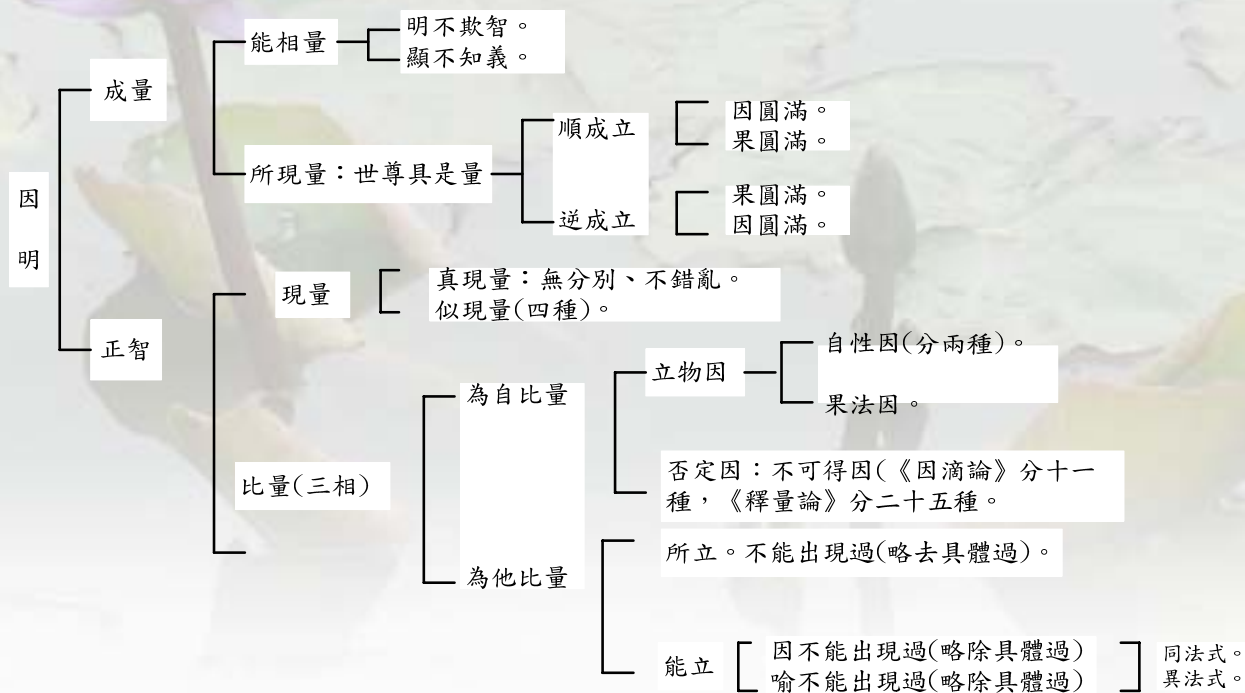 因明
成量
能相量
明不欺智。
顯不知義。
所現量：世尊具是量
順成立
因圓滿。
果圓滿。
逆成立
果圓滿。
因圓滿。
正智
現量
真現量：無分別、不錯亂。
似現量(四種)。
比量(三相)
為自比量
立物因
自性因(分兩種)。
果法因。
否定因：不可得因(《因滴論》分十一
種，《釋量論》分二十五種。
為他比量
所立。不能出現過(略去具體過)。
能立
因不能出現過(略除具體過)
喻不能出現過(略除具體過)
同法式。
異法式。